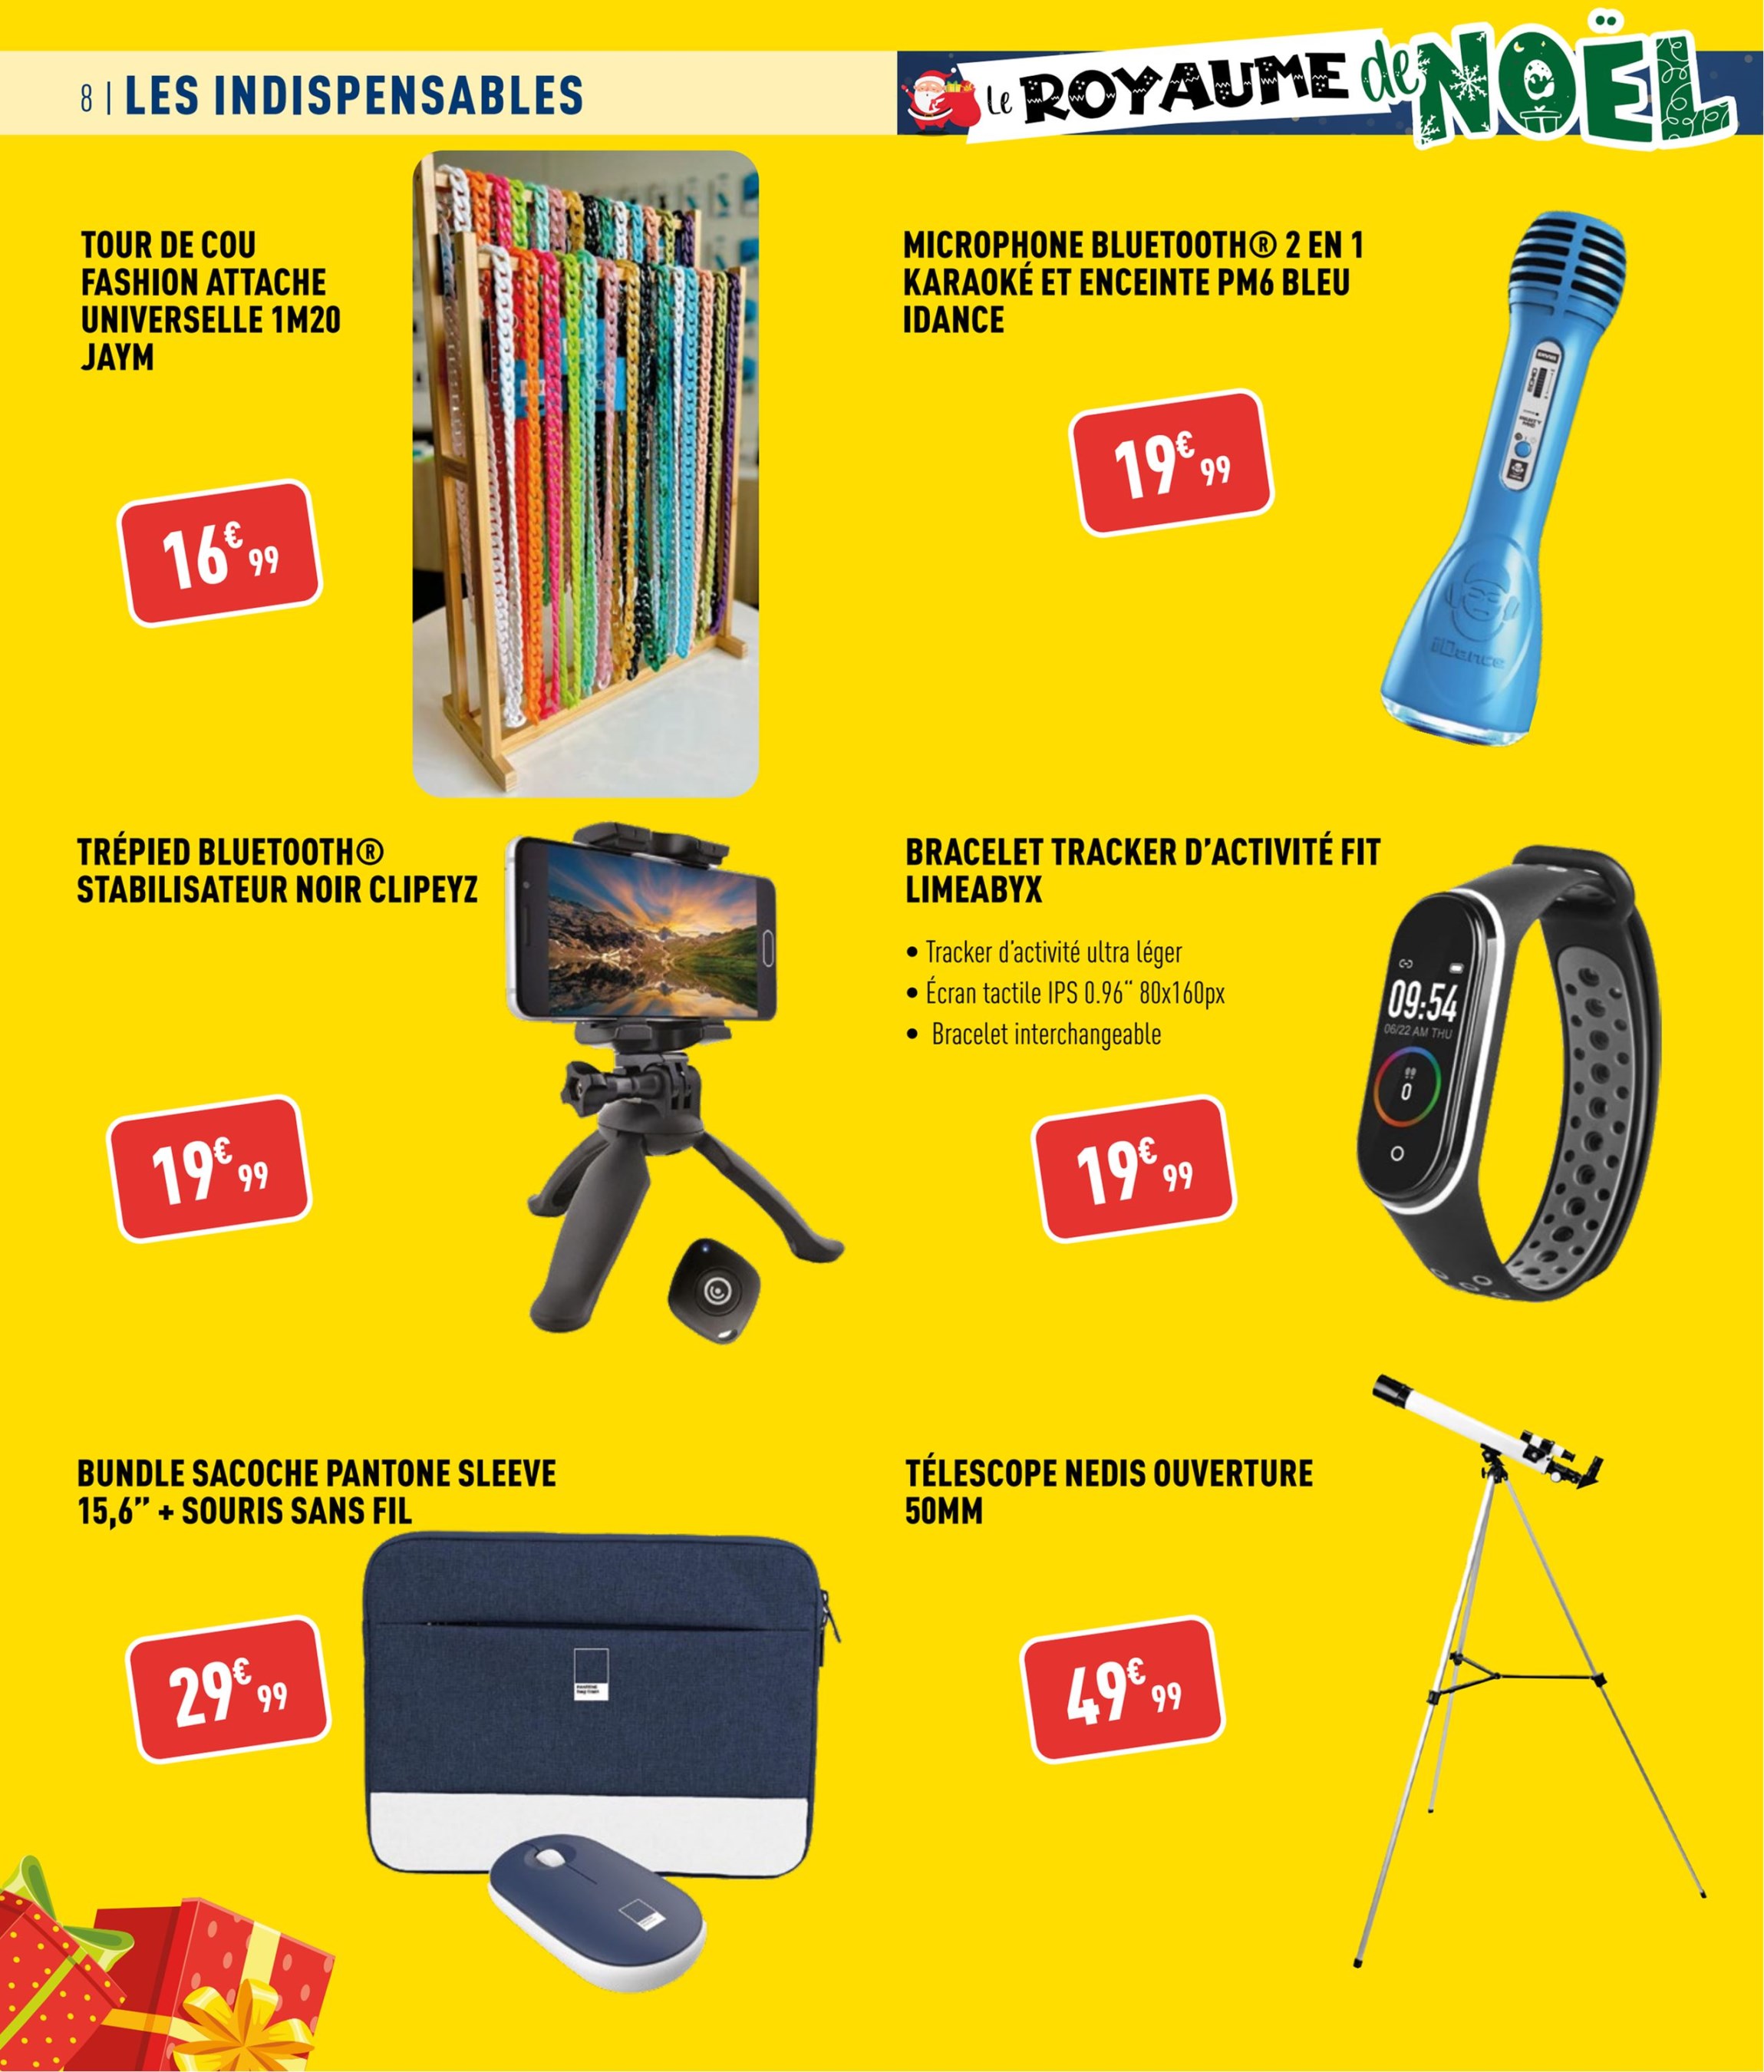 8 | LES INDISPENSABLES
Le ROYAUME de NOËL
TOUR DE COU
FASHION ATTACHE
UNIVERSELLE 1M20
JAYM
16€99
MICROPHONE BLUETOOTH® 2 EN 1
KARAOKÉ ET ENCEINTE PM6 BLEU
IDANCE
19€99
iDance
TRÉPIED BLUETOOTH®
STABILISATEUR NOIR CLIPEYZ
19€99
BRACELET TRACKER D'ACTIVITÉ FIT
LIMEABYX
• Tracker d'activité ultra léger
• Écran tactile IPS 0.96“ 80x160px
• Bracelet interchangeable
19€99
09:54
06/22 AM THU
0
BUNDLE SACOCHE PANTONE SLEEVE
15,6” + SOURIS SANS FIL
29€99
TÉLESCOPE NEDIS OUVERTURE
50MM
49€99